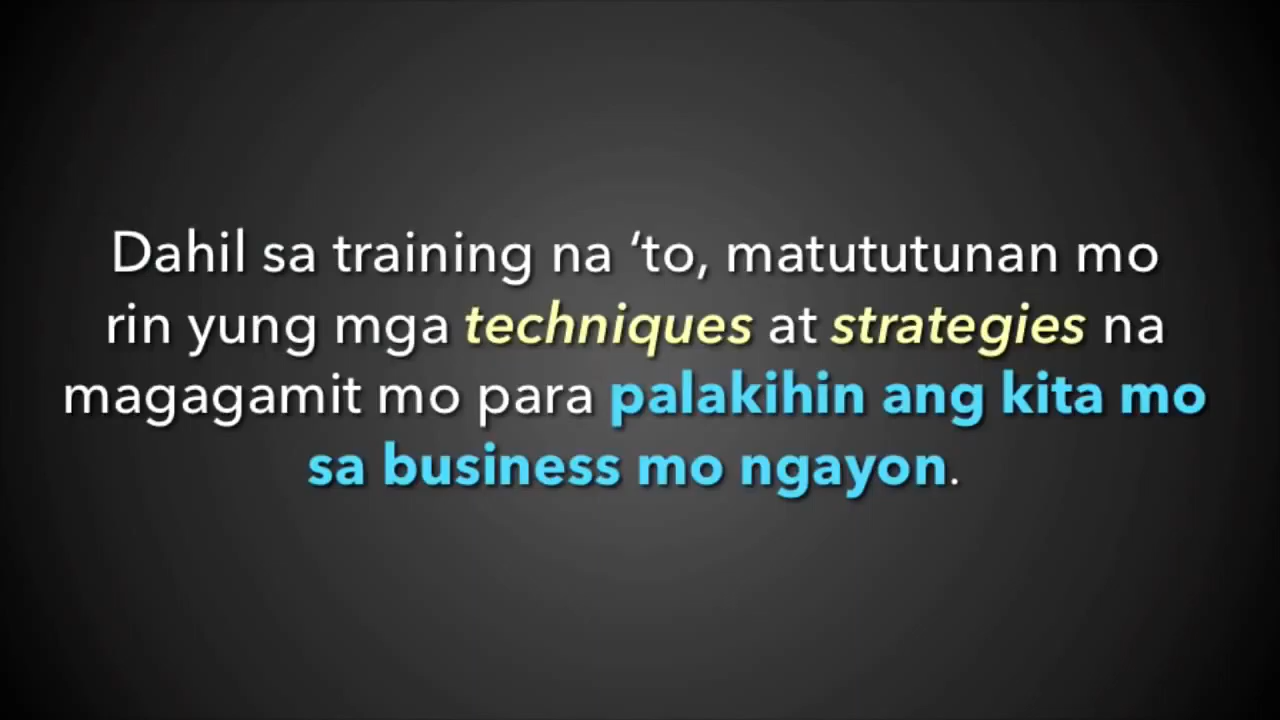 Dahil sa training na ‘to, matututunan mo
rin yung mga techniques at strategies na
magagamit mo para palakihin ang kita mo
sa business mo ngayon.